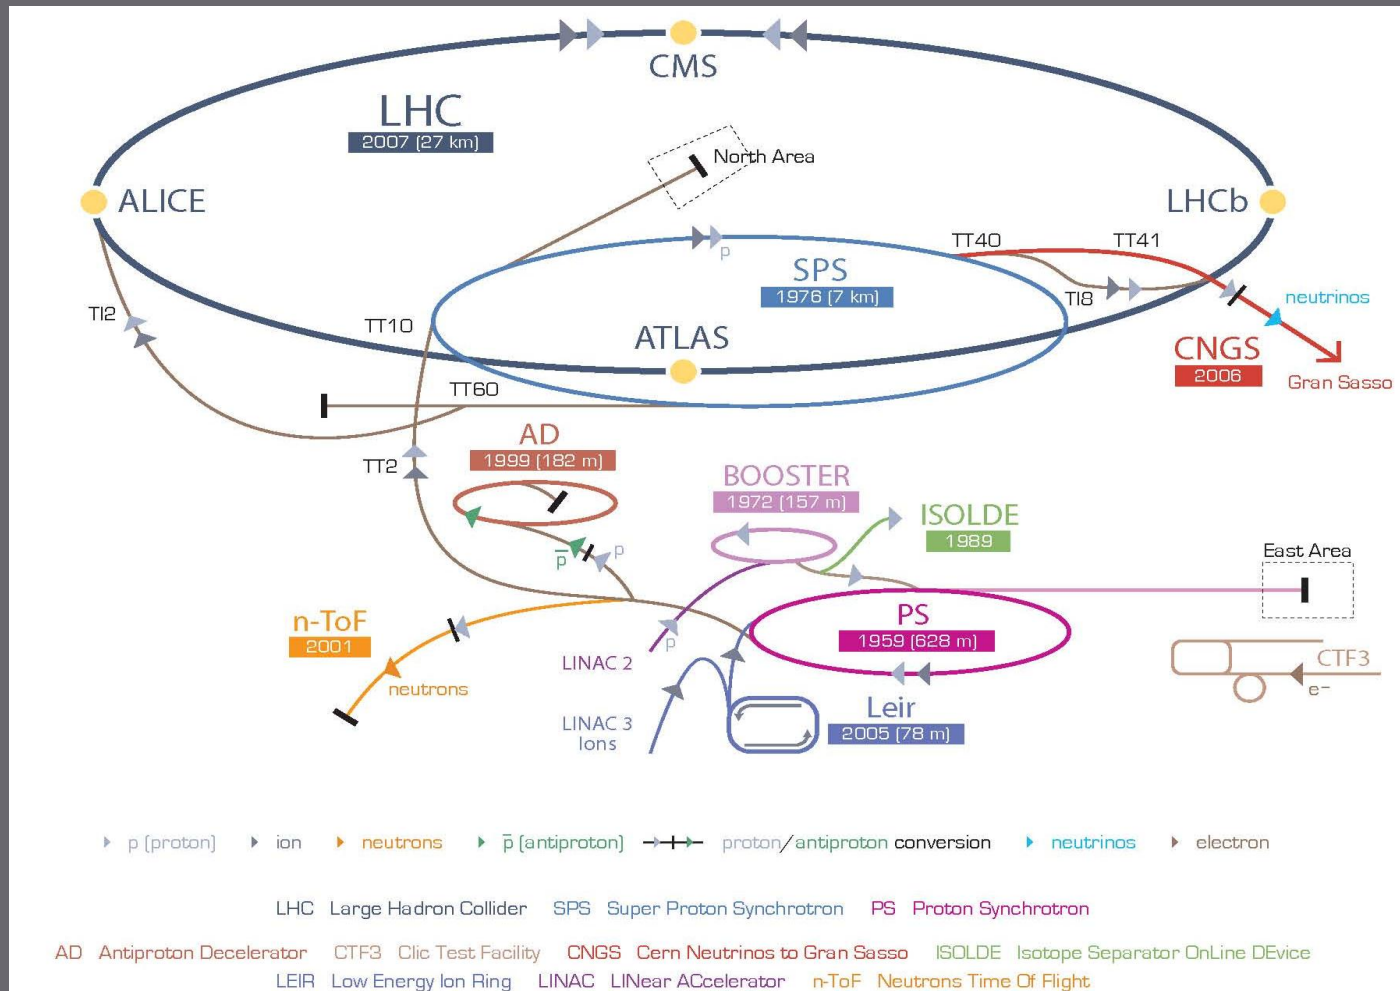 CMS
LHC
2007 (27 km)
North Area
ALICE
LHCb
TT40
TT41
p
SPS
1976 (7 km)
TI8
neutrinos
TI2
TT10
ATLAS
CNGS
2006
Gran Sasso
TT60
AD
1999 (182 m)
TT2
BOOSTER
1972 (157 m)
ISOLDE
1989
p̅
p
East Area
n-ToF
2001
PS
1959 (628 m)
p
LINAC 2
CTF3
e-
neutrons
LINAC 3
Ions
Leir
2005 (78 m)
p (proton)
ion
neutrons
p̅ (antiproton)
proton/antiproton conversion
neutrinos
electron
LHC Large Hadron Collider SPS Super Proton Synchrotron PS Proton Synchrotron
AD Antiproton Decelerator CTF3 Clic Test Facility CNGS Cern Neutrinos to Gran Sasso ISOLDE Isotope Separator OnLine DEvice
LEIR Low Energy Ion Ring LINAC LINear ACcelerator n-ToF Neutrons Time Of Flight